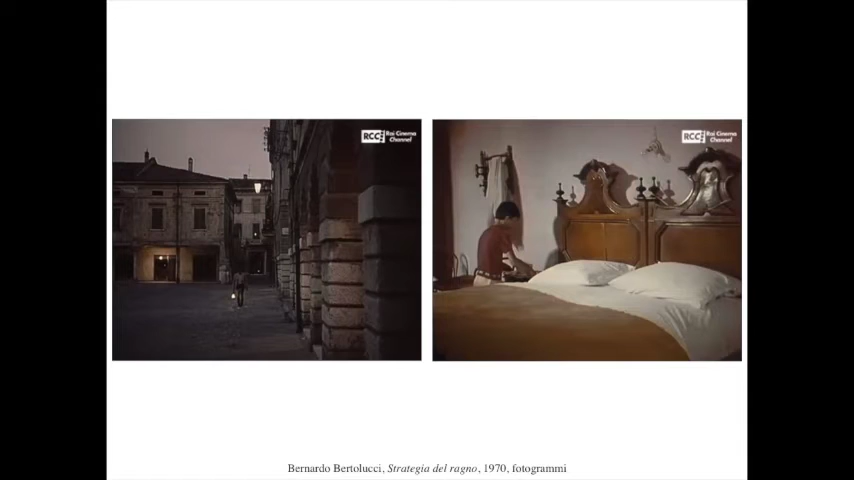 RCC Rai Cinema
Channel
RCC Rai Cinema
Channel
Bernardo Bertolucci, Strategia del ragno, 1970, fotogrammi